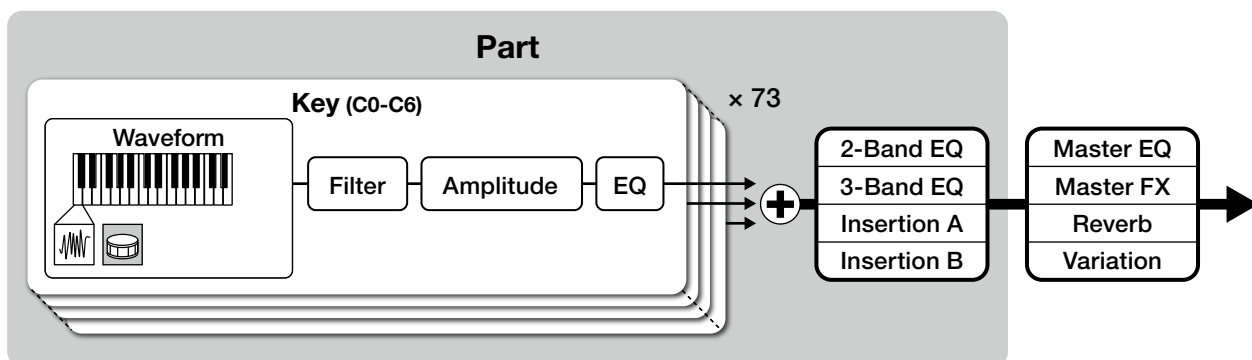 Part
Key (C0-C6)
× 73
Waveform
Filter
Amplitude
EQ
2-Band EQ
3-Band EQ
Insertion A
Insertion B
Master EQ
Master FX
Reverb
Variation